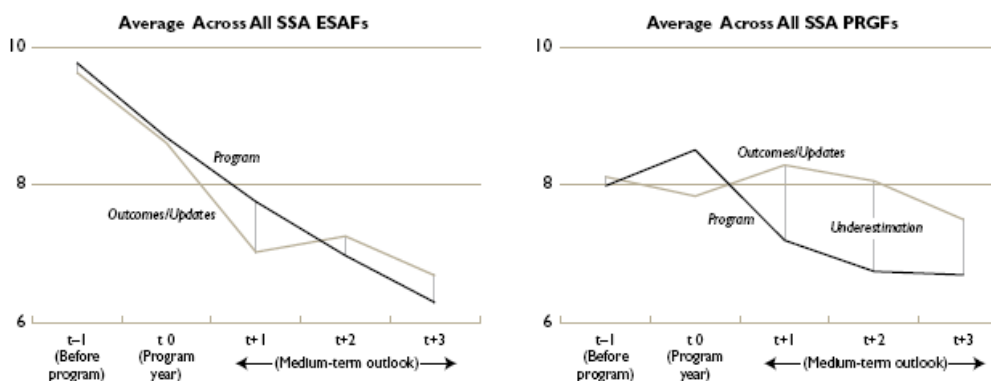 Average Across All SSA ESAFs
10
8
6
Program
Outcomes/Updates
t–1
(Before
program)
t 0
(Program
year)
t+1
t+2
t+3
(Medium-term outlook)
Average Across All SSA PRGFs
10
8
6
Outcomes/Updates
Program
Underestimation
t–1
(Before
program)
t 0
(Program
year)
t+1
t+2
t+3
(Medium-term outlook)